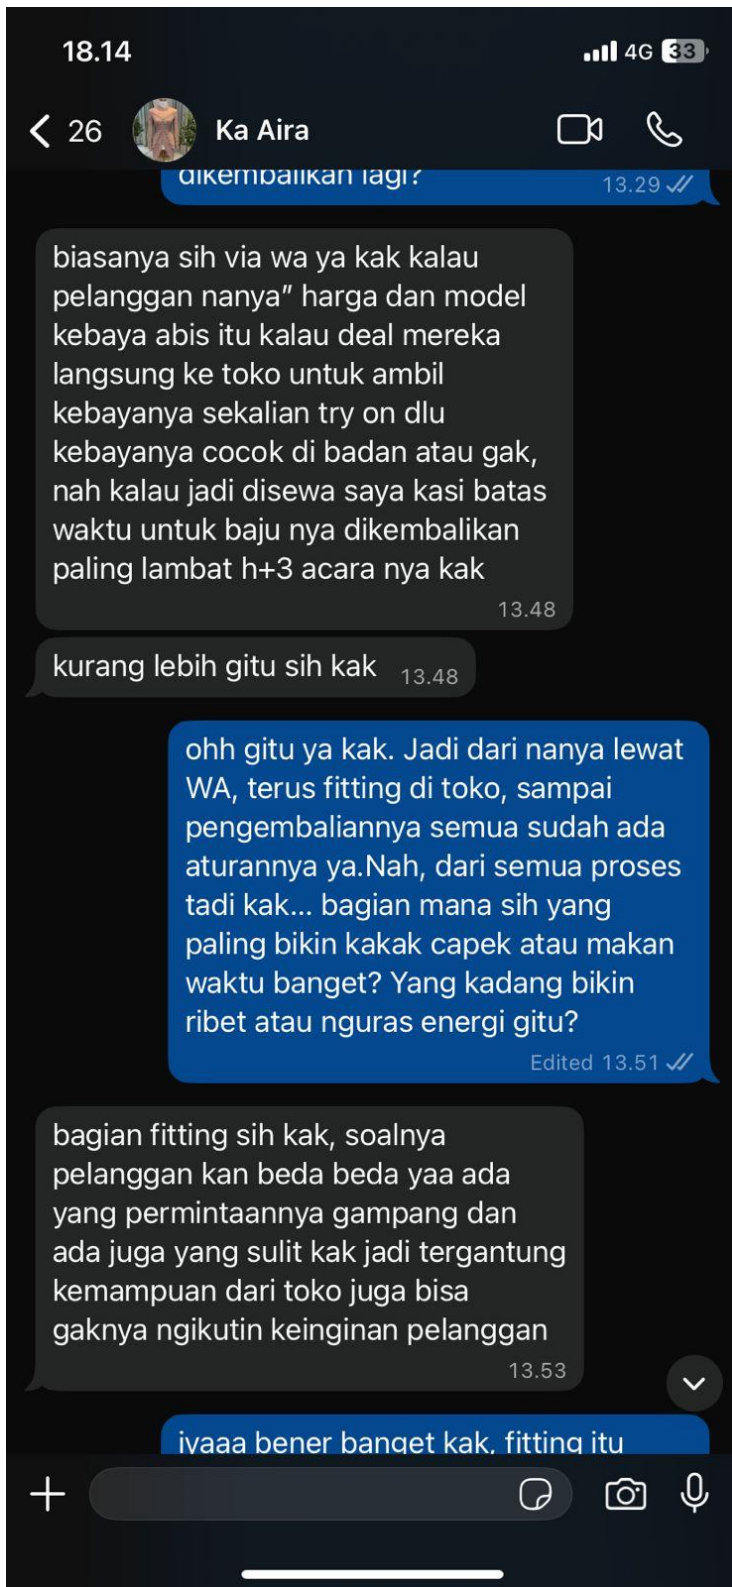 18.14
4G 33
26 Ka Aira
dikembalikan lagi?
13.29
biasanya sih via wa ya kak kalau
pelanggan nanya” harga dan model
kebaya abis itu kalau deal mereka
langsung ke toko untuk ambil
kebayanya sekalian try on dlu
kebayanya cocok di badan atau gak,
nah kalau jadi disewa saya kasi batas
waktu untuk baju nya dikembalikan
paling lambat h+3 acara nya kak
13.48
kurang lebih gitu sih kak 13.48
ohh gitu ya kak. Jadi dari nanya lewat
WA, terus fitting di toko, sampai
pengembaliannya semua sudah ada
aturannya ya.Nah, dari semua proses
tadi kak... bagian mana sih yang
paling bikin kakak capek atau makan
waktu banget? Yang kadang bikin
ribet atau nguras energi gitu?
Edited 13.51
bagian fitting sih kak, soalnya
pelanggan kan beda beda yaa ada
yang permintaannya gampang dan
ada juga yang sulit kak jadi tergantung
kemampuan dari toko juga bisa
gaknya ngikutin keinginan pelanggan
13.53
iyaaa bener banget kak, fitting itu